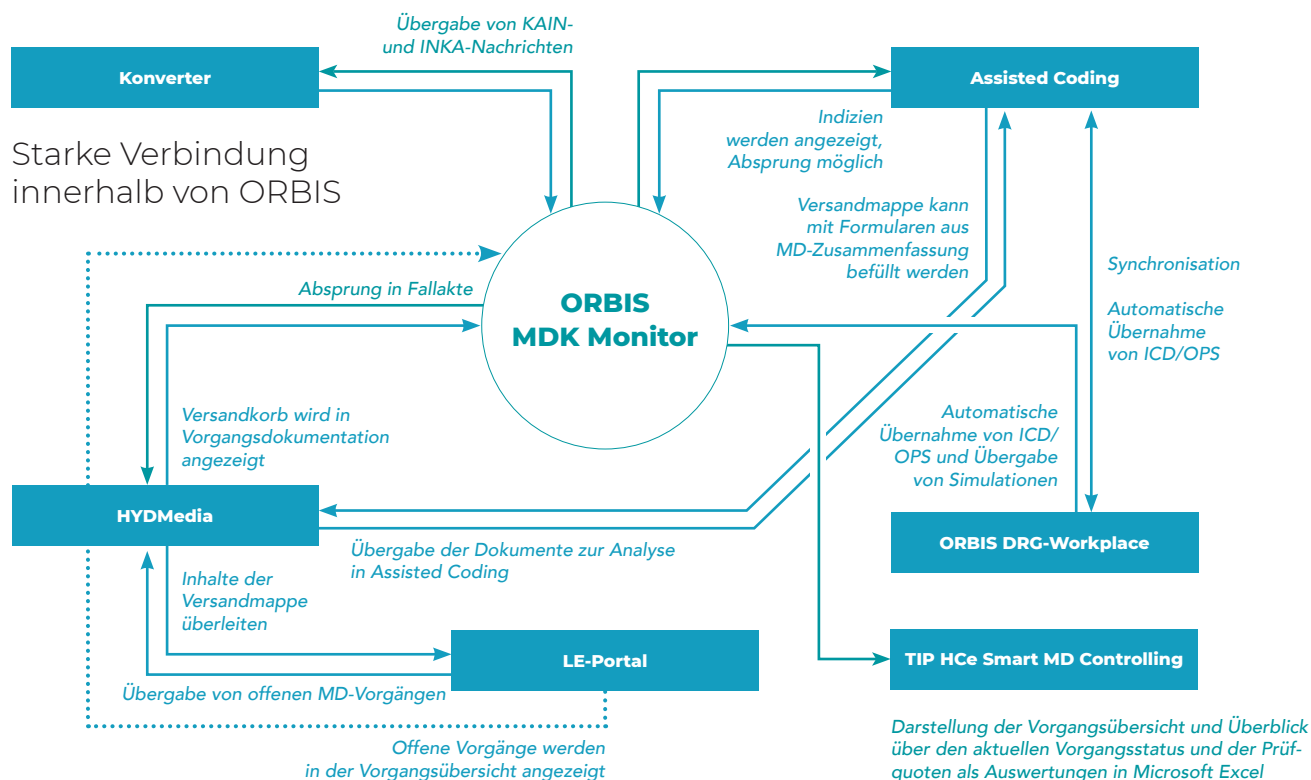 Übergabe von KAIN-
und INKA-Nachrichten
Konverter
Assisted Coding
Starke Verbindung
innerhalb von ORBIS
Indizien
werden angezeigt,
Absprung möglich
Versandmappe kann
mit Formularen aus
MD-Zusammenfassung
befüllt werden
Synchronisation
Automatische
Übernahme
von ICD/OPS
Absprung in Fallakte
ORBIS
MDK Monitor
Versandkorb wird in
Vorgangsdokumentation
angezeigt
Automatische
Übernahme von ICD/
OPS und Übergabe
von Simulationen
HYDMedia
ORBIS DRG-Workplace
Übergabe der Dokumente zur Analyse
in Assisted Coding
Inhalte der
Versandmappe
überleiten
LE-Portal
TIP HCe Smart MD Controlling
Übergabe von offenen MD-Vorgängen
Offene Vorgänge werden
in der Vorgangsübersicht angezeigt
Darstellung der Vorgangsübersicht und Überblick
über den aktuellen Vorgangsstatus und der Prüf-
quoten als Auswertungen in Microsoft Excel